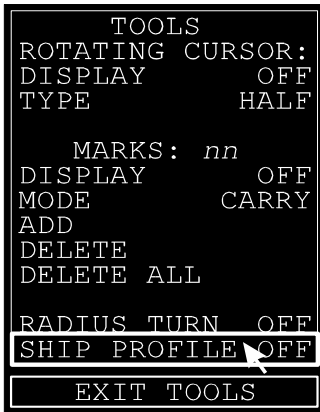 TOOLS
ROTATING CURSOR:
DISPLAY OFF
TYPE HALF
MARKS: nn
DISPLAY OFF
MODE CARRY
ADD
DELETE
DELETE ALL
RADIUS TURN OFF
SHIP PROFILE OFF
EXIT TOOLS